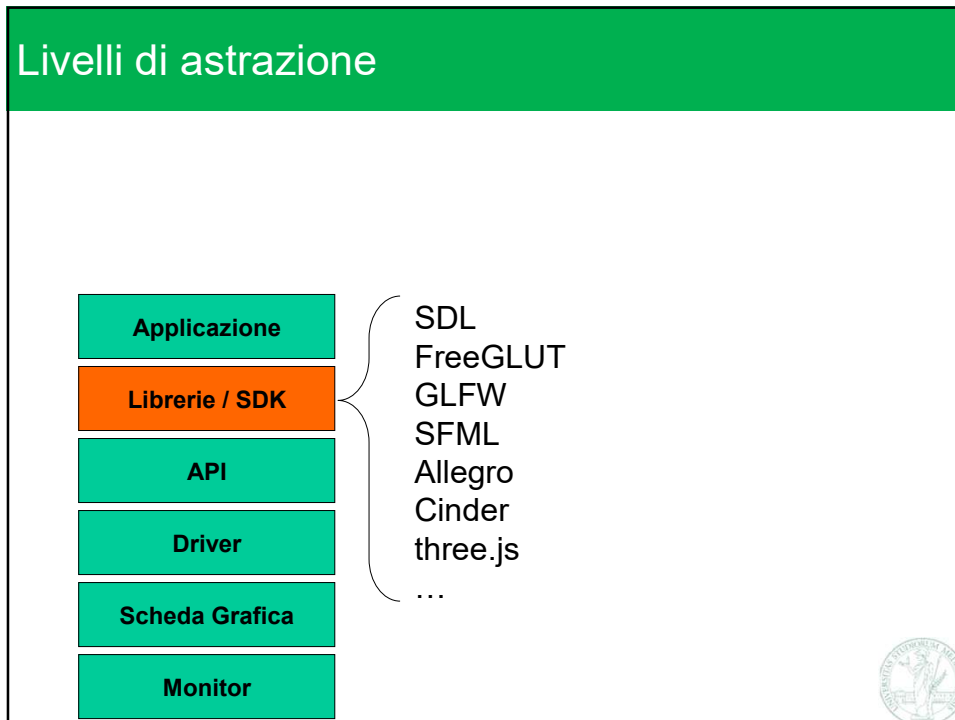 Livelli di astrazione
Applicazione
Librerie / SDK
API
Driver
Scheda Grafica
Monitor
SDL
FreeGLUT
GLFW
SFML
Allegro
Cinder
three.js
…